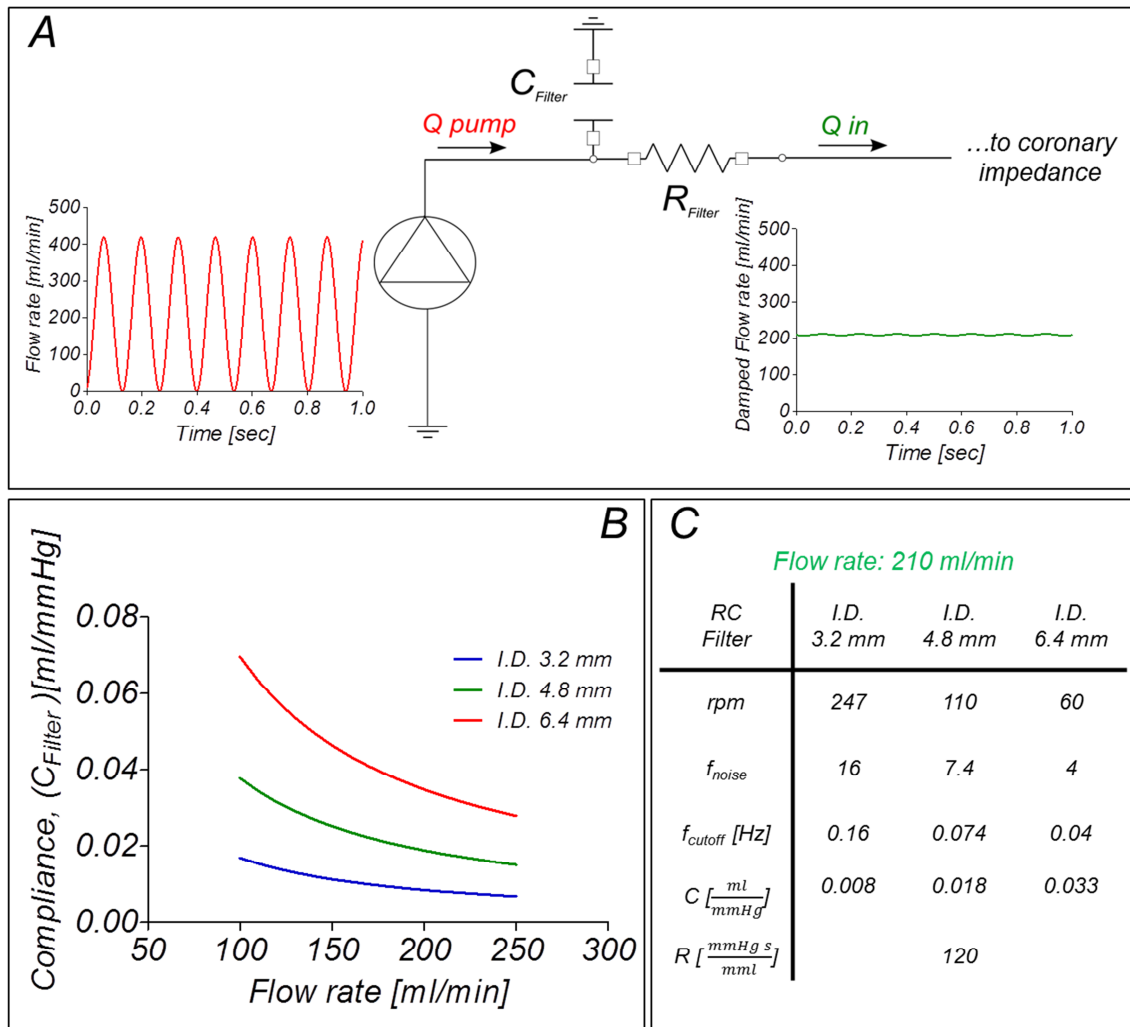 A
C Filter
Q pump
Q in
...to coronary
impedance
R Filter
Flow rate [ml/min]
500
400
300
200
100
0
0.0 0.2 0.4 0.6 0.8 1.0
Time [sec]
Damped Flow rate [ml/min]
500
400
300
200
100
0
0.0 0.2 0.4 0.6 0.8 1.0
Time [sec]
B
Compliance, (C Filter)[ml/mmHg]
0.08
0.06
0.04
0.02
0.00
50 100 150 200 250 300
Flow rate [ml/min]
I.D. 3.2 mm
I.D. 4.8 mm
I.D. 6.4 mm
C
Flow rate: 210 ml/min
RC Filter I.D. 3.2 mm I.D. 4.8 mm I.D. 6.4 mm
rpm 247 110 60
f noise 16 7.4 4
f cutoff [Hz] 0.16 0.074 0.04
C [ml/mmHg] 0.008 0.018 0.033
R [mmHg s/mml] 120